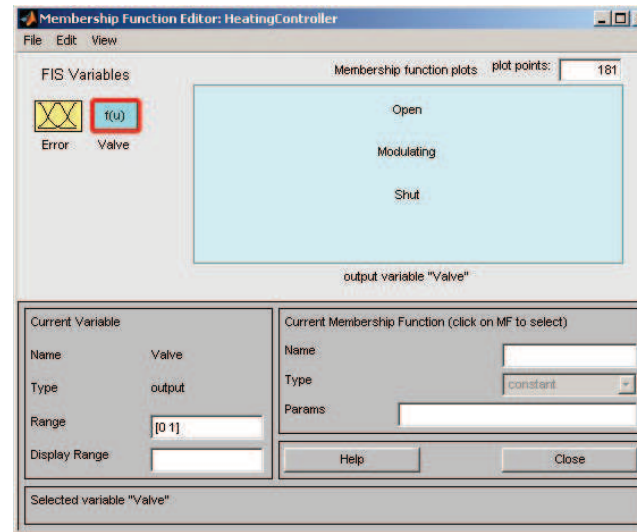 Membership Function Editor: HeatingController
File Edit View
FIS Variables
Membership function plots plot points: 181
f(u)
Error Valve
Open
Modulating
Shut
output variable "Valve"
Current Variable
Name Valve
Type output
Range [0 1]
Display Range
Current Membership Function (click on MF to select)
Name
Type constant
Params
Help Close
Selected variable "Valve"